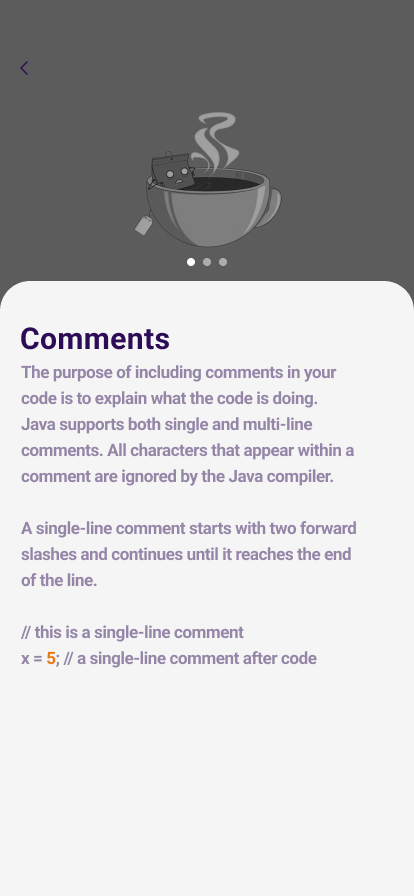 Comments
The purpose of including comments in your
code is to explain what the code is doing.
Java supports both single and multi-line
comments. All characters that appear within a
comment are ignored by the Java compiler.
A single-line comment starts with two forward
slashes and continues until it reaches the end
of the line.
// this is a single-line comment
x = 5; // a single-line comment after code